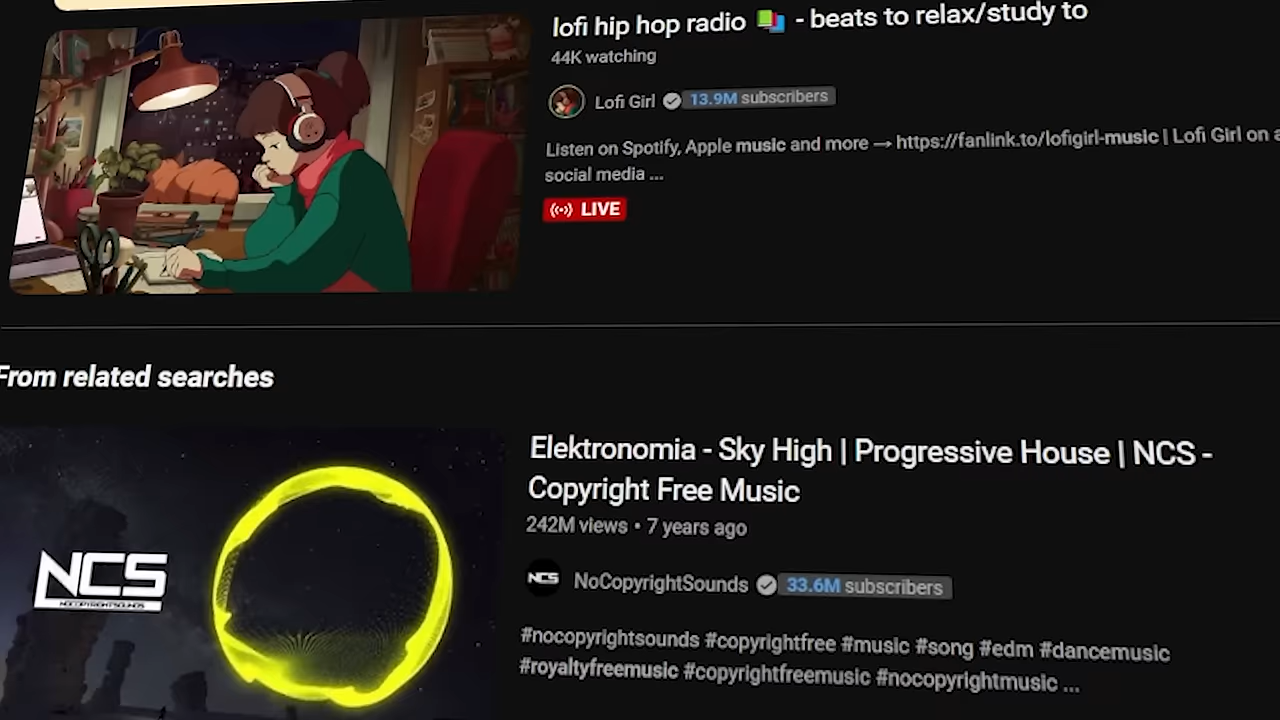 lofi hip hop radio 📚 - beats to relax/study to
44K watching
Lofi Girl 13.9M subscribers
Listen on Spotify, Apple music and more → https://fanlink.to/lofigirl-music | Lofi Girl on a
social media ...
LIVE
From related searches
Elektronomia - Sky High | Progressive House | NCS -
Copyright Free Music
242M views • 7 years ago
NCS
NOCOPYRIGHTSOUNDS
NCS NoCopyrightSounds 33.6M subscribers
#nocopyrightsounds #copyrightfree #music #song #edm #dancemusic
#royaltyfreemusic #copyrightfreemusic #nocopyrightmusic ...